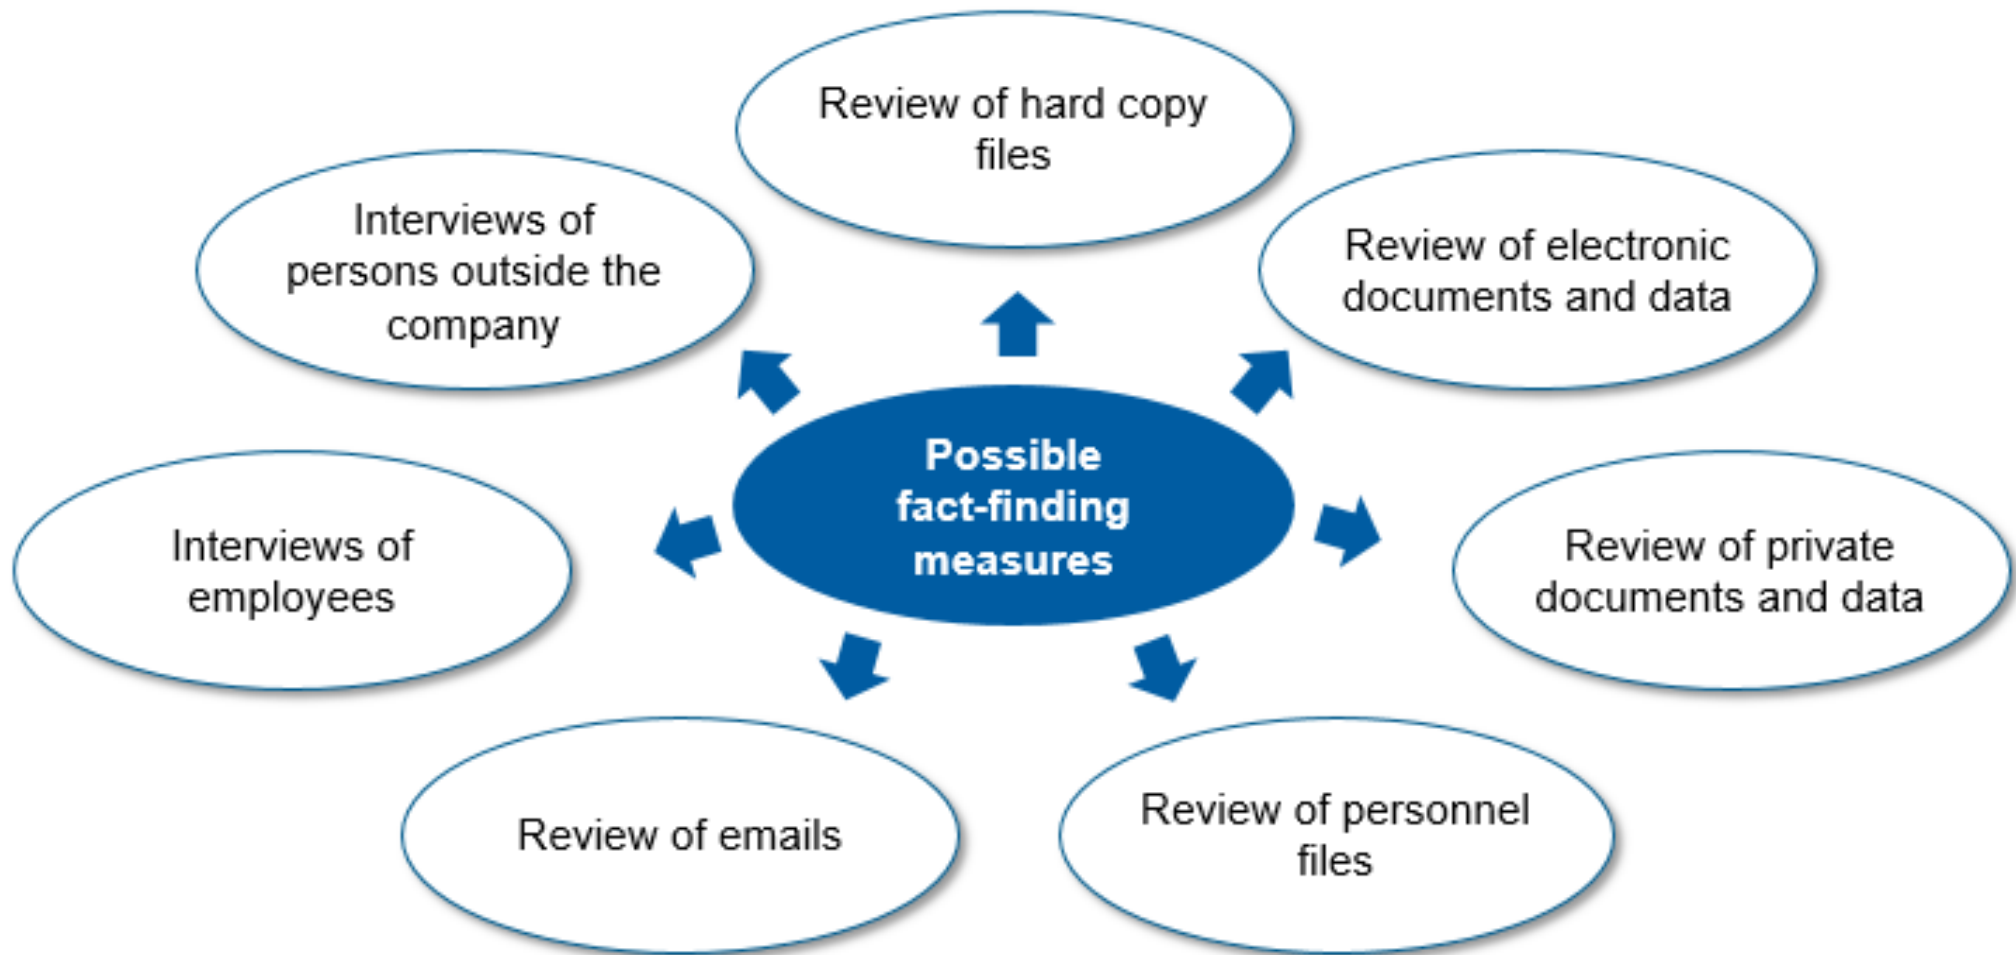 Review of hard copy
files
Interviews of
persons outside the
company
Review of electronic
documents and data
Possible
fact-finding
measures
Interviews of
employees
Review of private
documents and data
Review of emails
Review of personnel
files